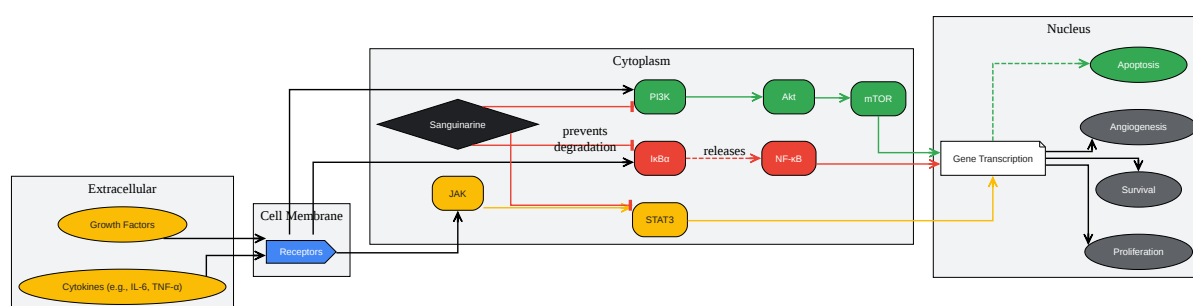 Extracellular
Growth Factors
Cytokines (e.g., IL-6, TNF-α)
Cell Membrane
Receptors
Cytoplasm
Sanguinarine
PI3K
Akt
mTOR
prevents
degradation
IκBα
releases
NF-κB
JAK
STAT3
Nucleus
Gene Transcription
Apoptosis
Angiogenesis
Survival
Proliferation